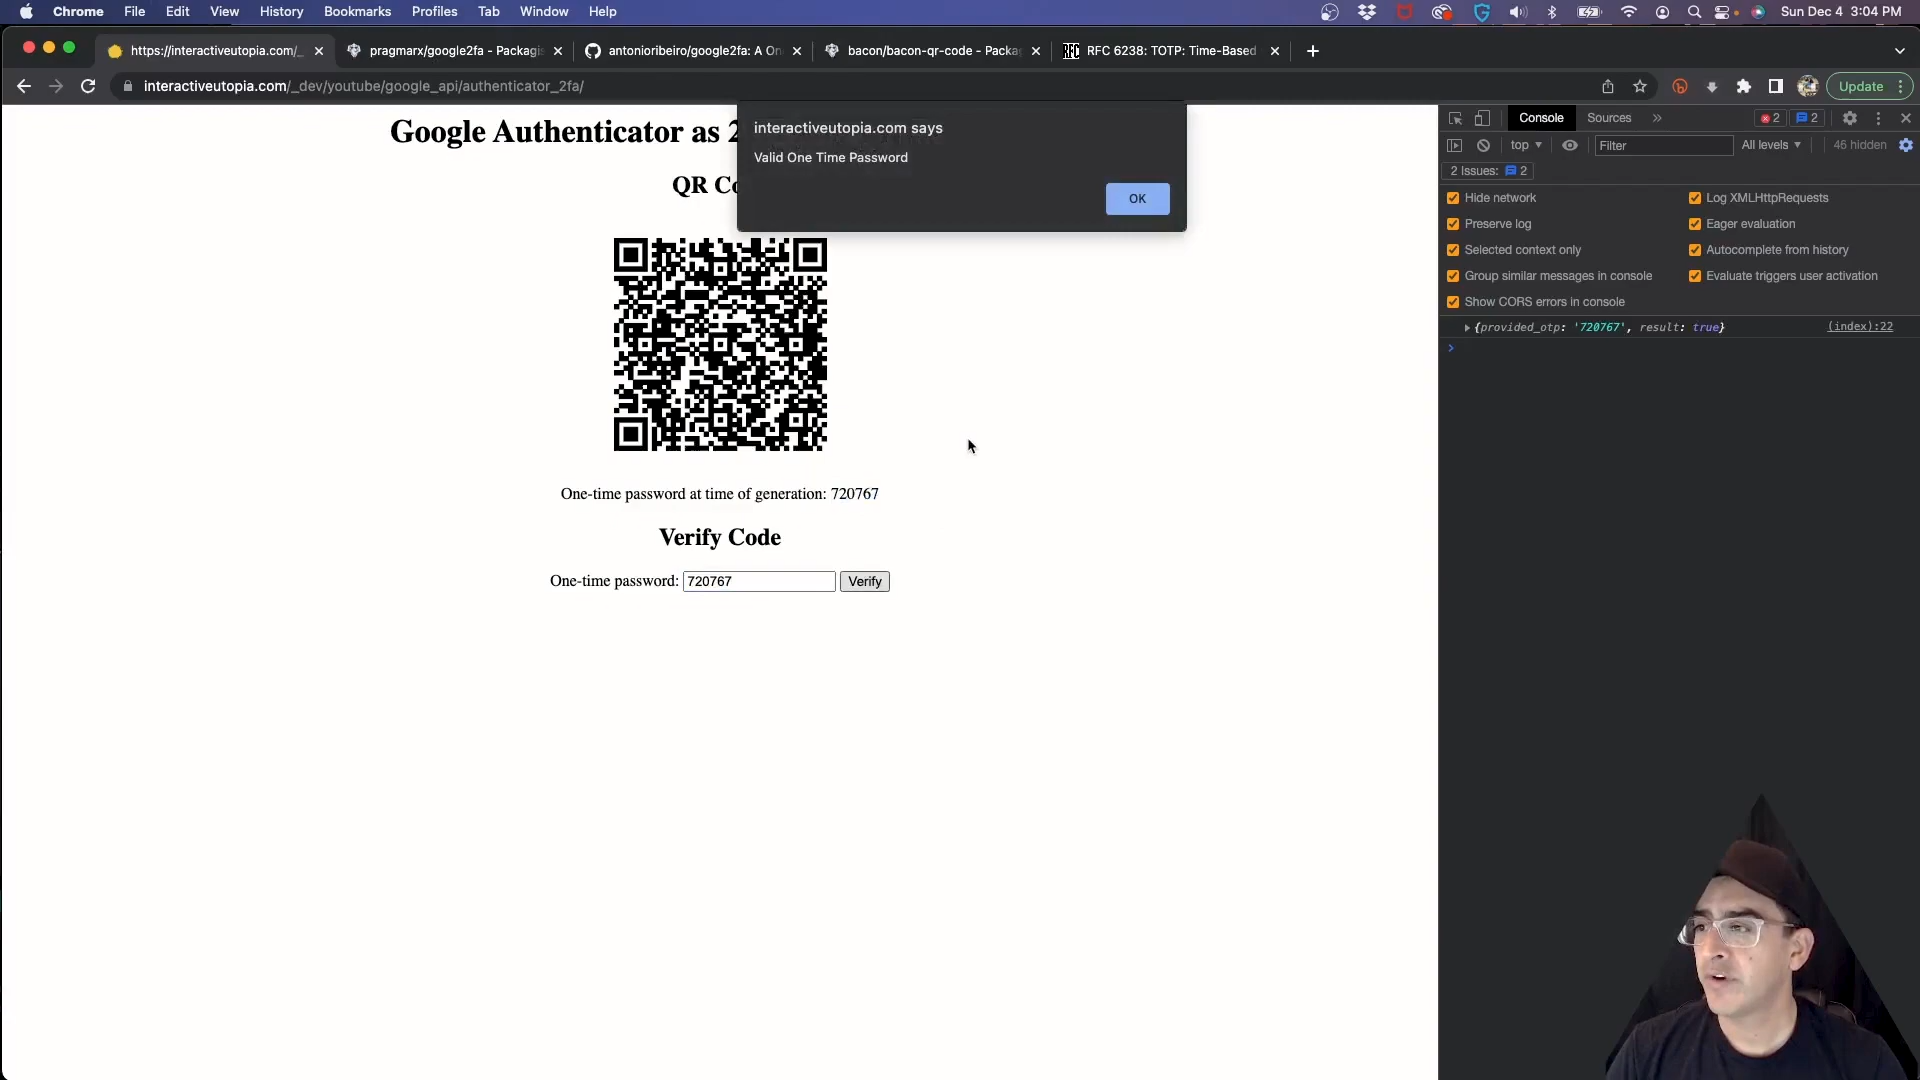 Chrome File Edit View History Bookmarks Profiles Tab Window Help Sun Dec 4 3:04 PM
https://interactiveutopia.com/_ pragmarx/google2fa - Packagis antonioribeiro/google2fa: A On bacon/bacon-qr-code - Packag RFC 6238: TOTP: Time-Based
interactiveutopia.com/_dev/youtube/google_api/authenticator_2fa/ Update
Google Authenticator as 2
QR Co
interactiveutopia.com says
Valid One Time Password
OK
One-time password at time of generation: 720767
Verify Code
One-time password: 720767 Verify
Console Sources » 2 2
top Filter All levels 46 hidden
2 Issues: 2
Hide network Log XMLHttpRequests
Preserve log Eager evaluation
Selected context only Autocomplete from history
Group similar messages in console Evaluate triggers user activation
Show CORS errors in console
{provided_otp: '720767', result: true} (index):22